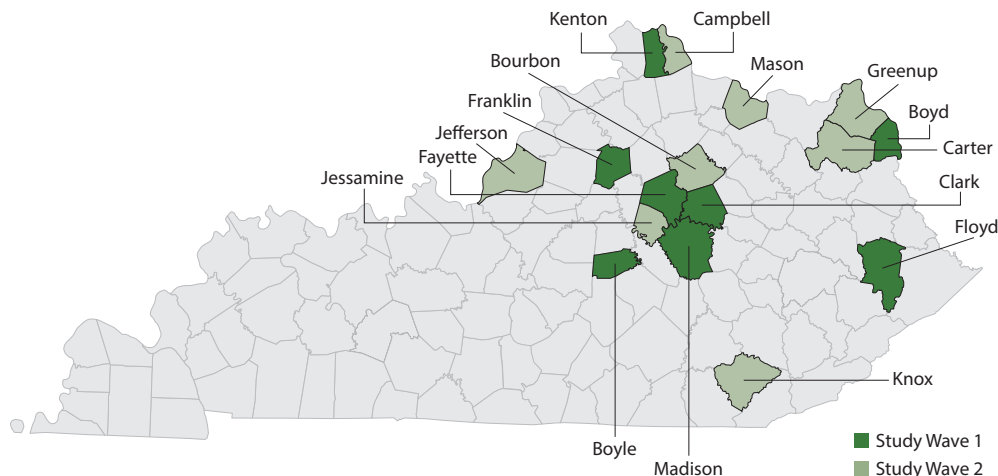 Kenton
Campbell
Bourbon
Mason
Greenup
Franklin
Boyd
Jefferson
Fayette
Carter
Jessamine
Clark
Floyd
Knox
Boyle
Madison
Study Wave 1
Study Wave 2